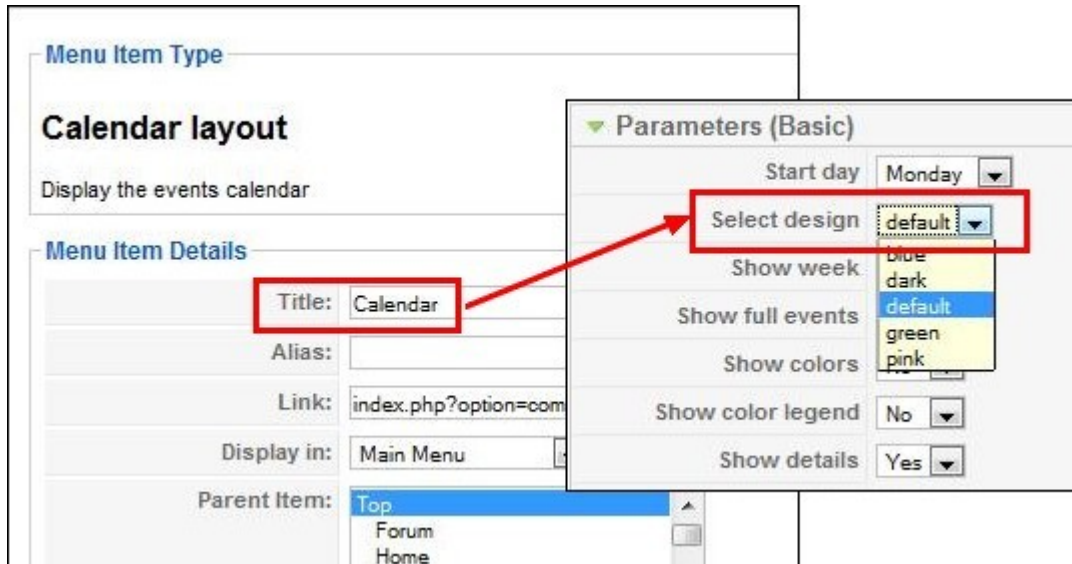 Menu Item Type
Calendar layout
Display the events calendar
Menu Item Details
Title: Calendar
Alias:
Link: index.php?option=com
Display in: Main Menu
Parent Item: Top
Forum
Home
Parameters (Basic)
Start day Monday
Select design default
blue
Show week
dark
default
Show full events
green
Show colors
pink
No
Show color legend No
Show details Yes